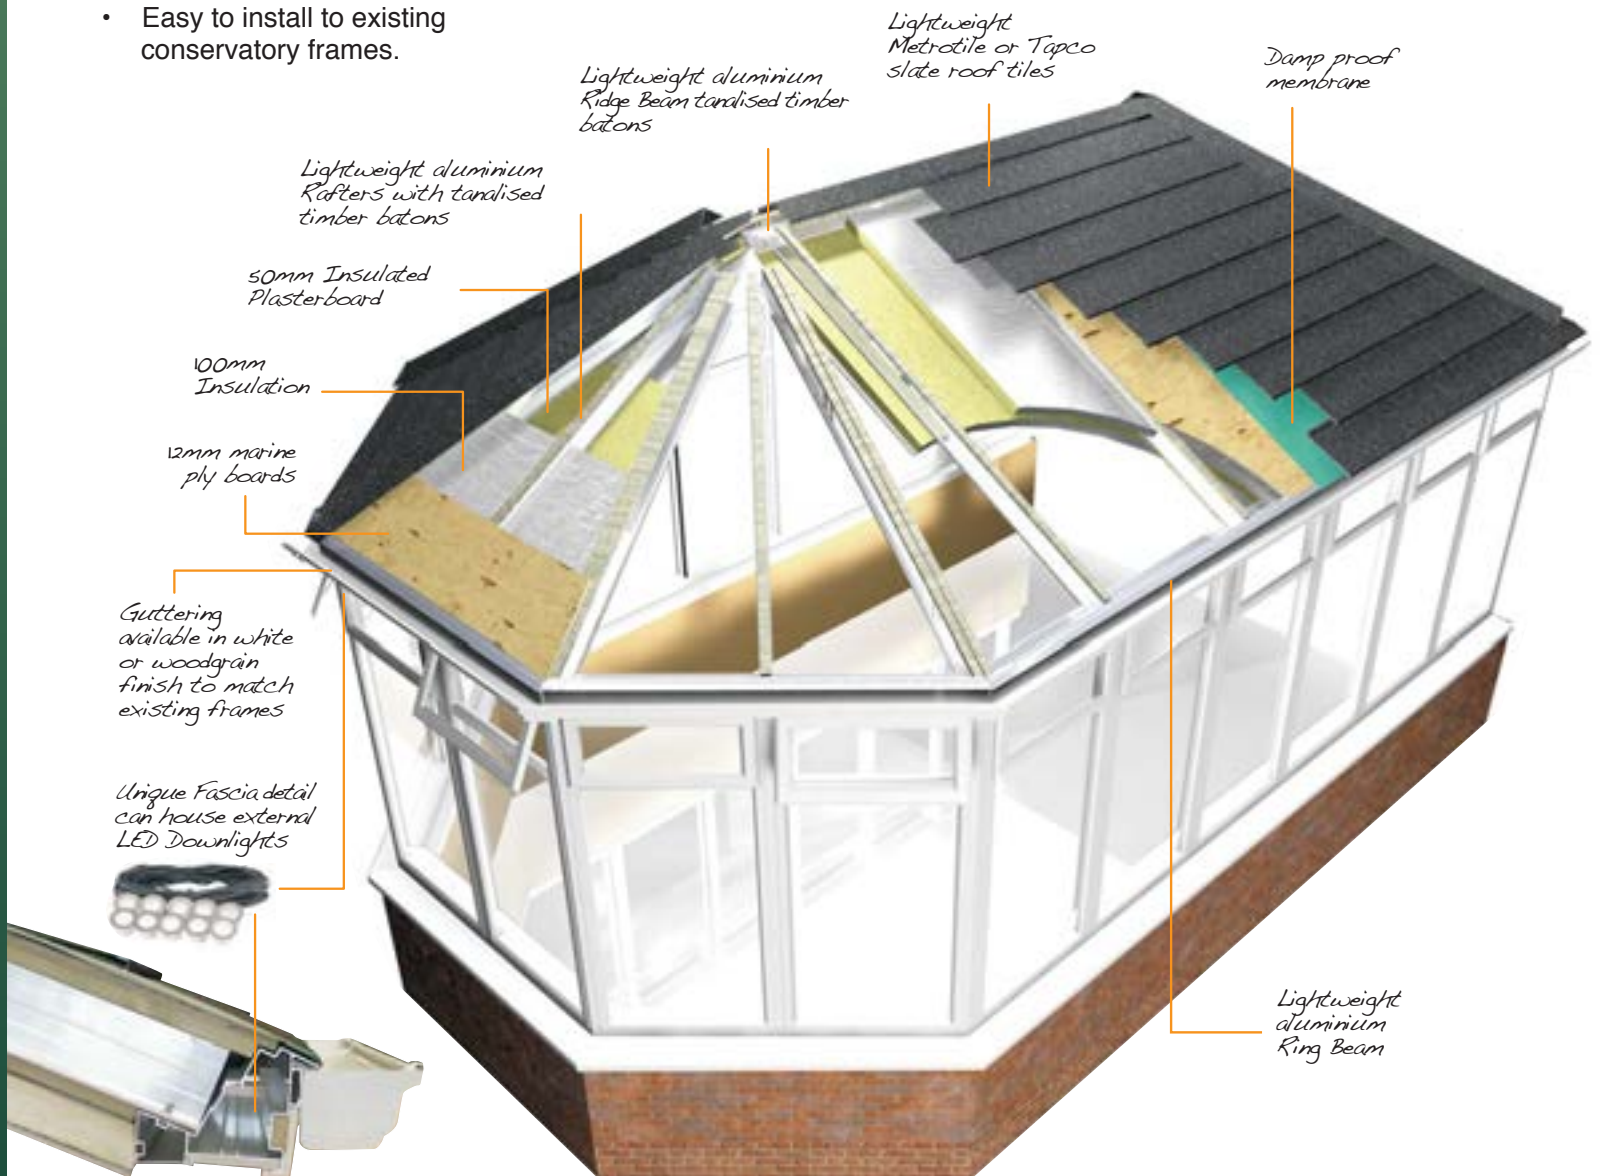 • Easy to install to existing
conservatory frames.
Lightweight
Metrotile or Tapco
slate roof tiles
Damp proof
membrane
Lightweight aluminium
Ridge Beam tanalised timber
batons
Lightweight aluminium
Rafters with tanalised
timber batons
50mm Insulated
Plasterboard
100mm
Insulation
12mm marine
ply boards
Guttering
available in white
or woodgrain
finish to match
existing frames
Unique Fascia detail
can house external
LED Downlights
Lightweight
aluminium
Ring Beam